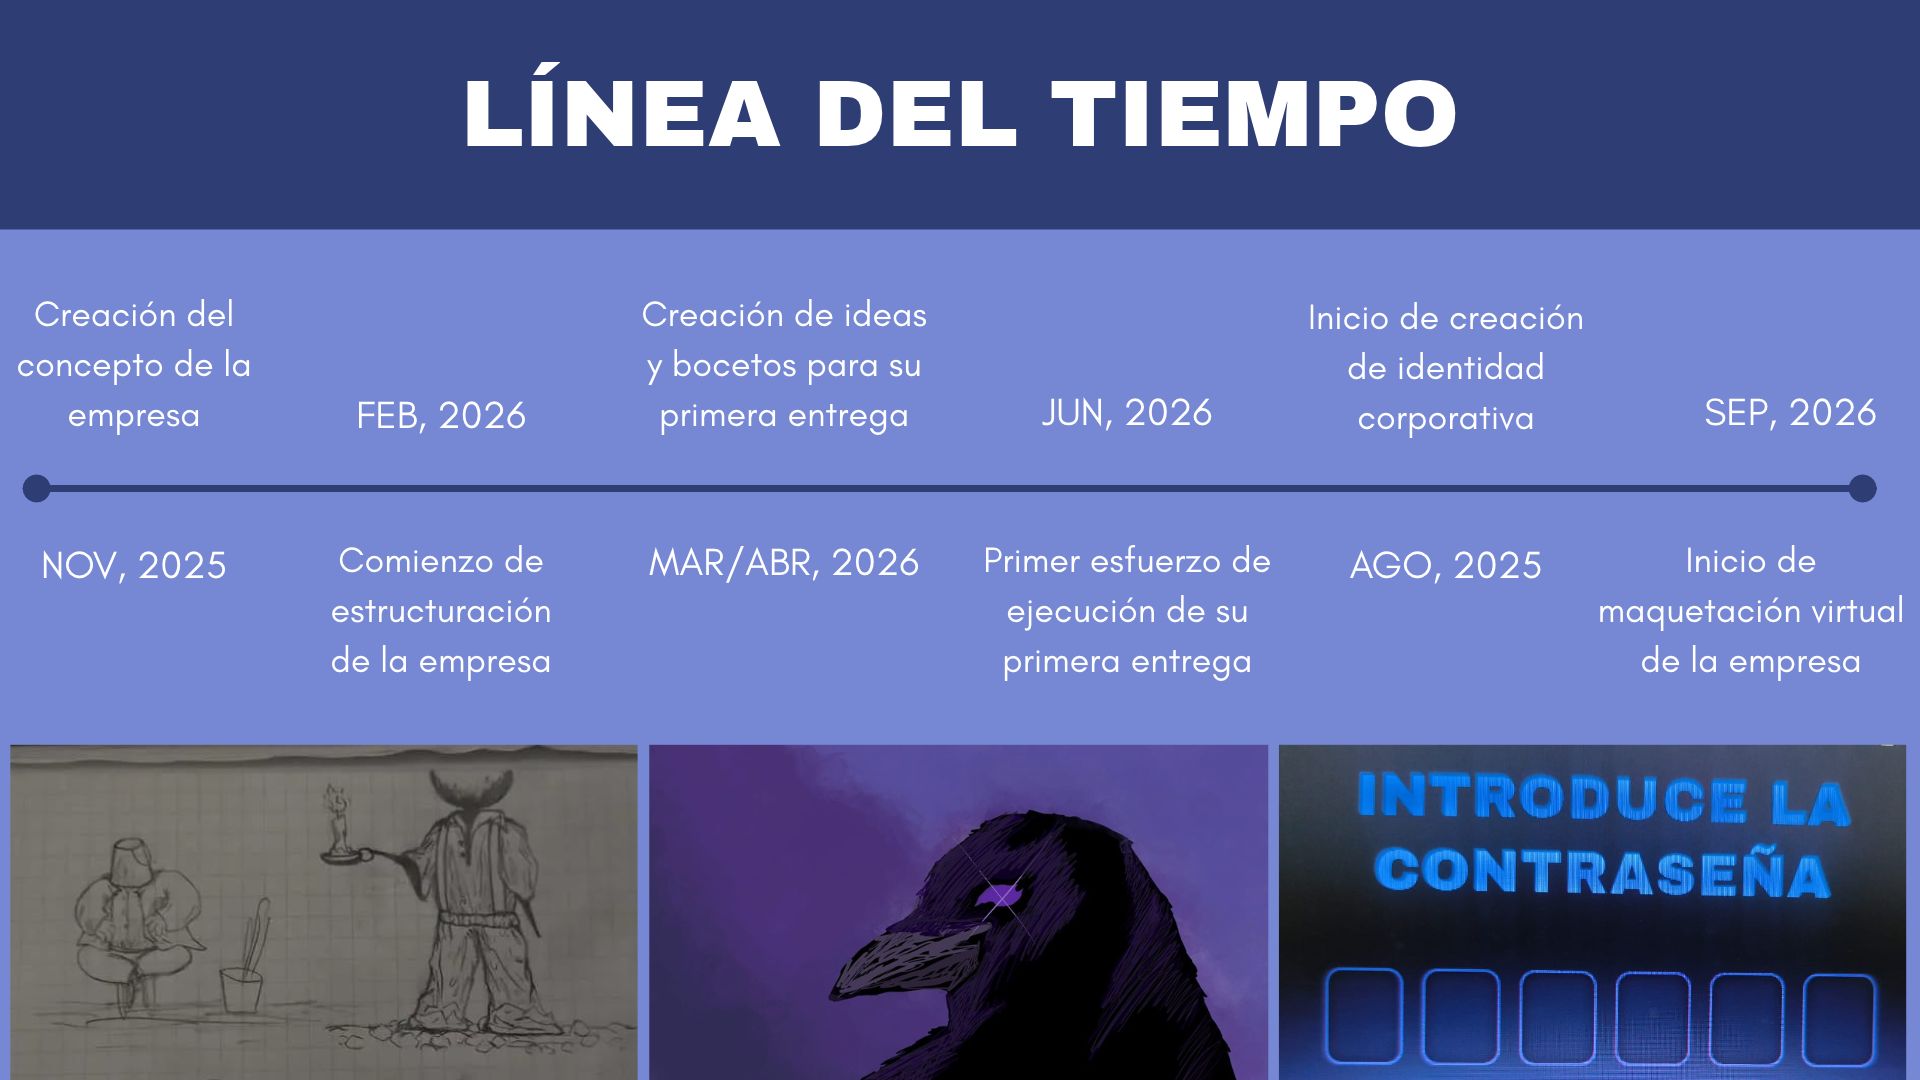 LÍNEA DEL TIEMPO
Creación del
concepto de la
empresa
NOV, 2025
FEB, 2026
Comienzo de
estructuración
de la empresa
Creación de ideas
y bocetos para su
primera entrega
MAR/ABR, 2026
JUN, 2026
Primer esfuerzo de
ejecución de su
primera entrega
Inicio de creación
de identidad
corporativa
AGO, 2025
SEP, 2026
Inicio de
maquetación virtual
de la empresa
INTRODUCE LA
CONTRASEÑA